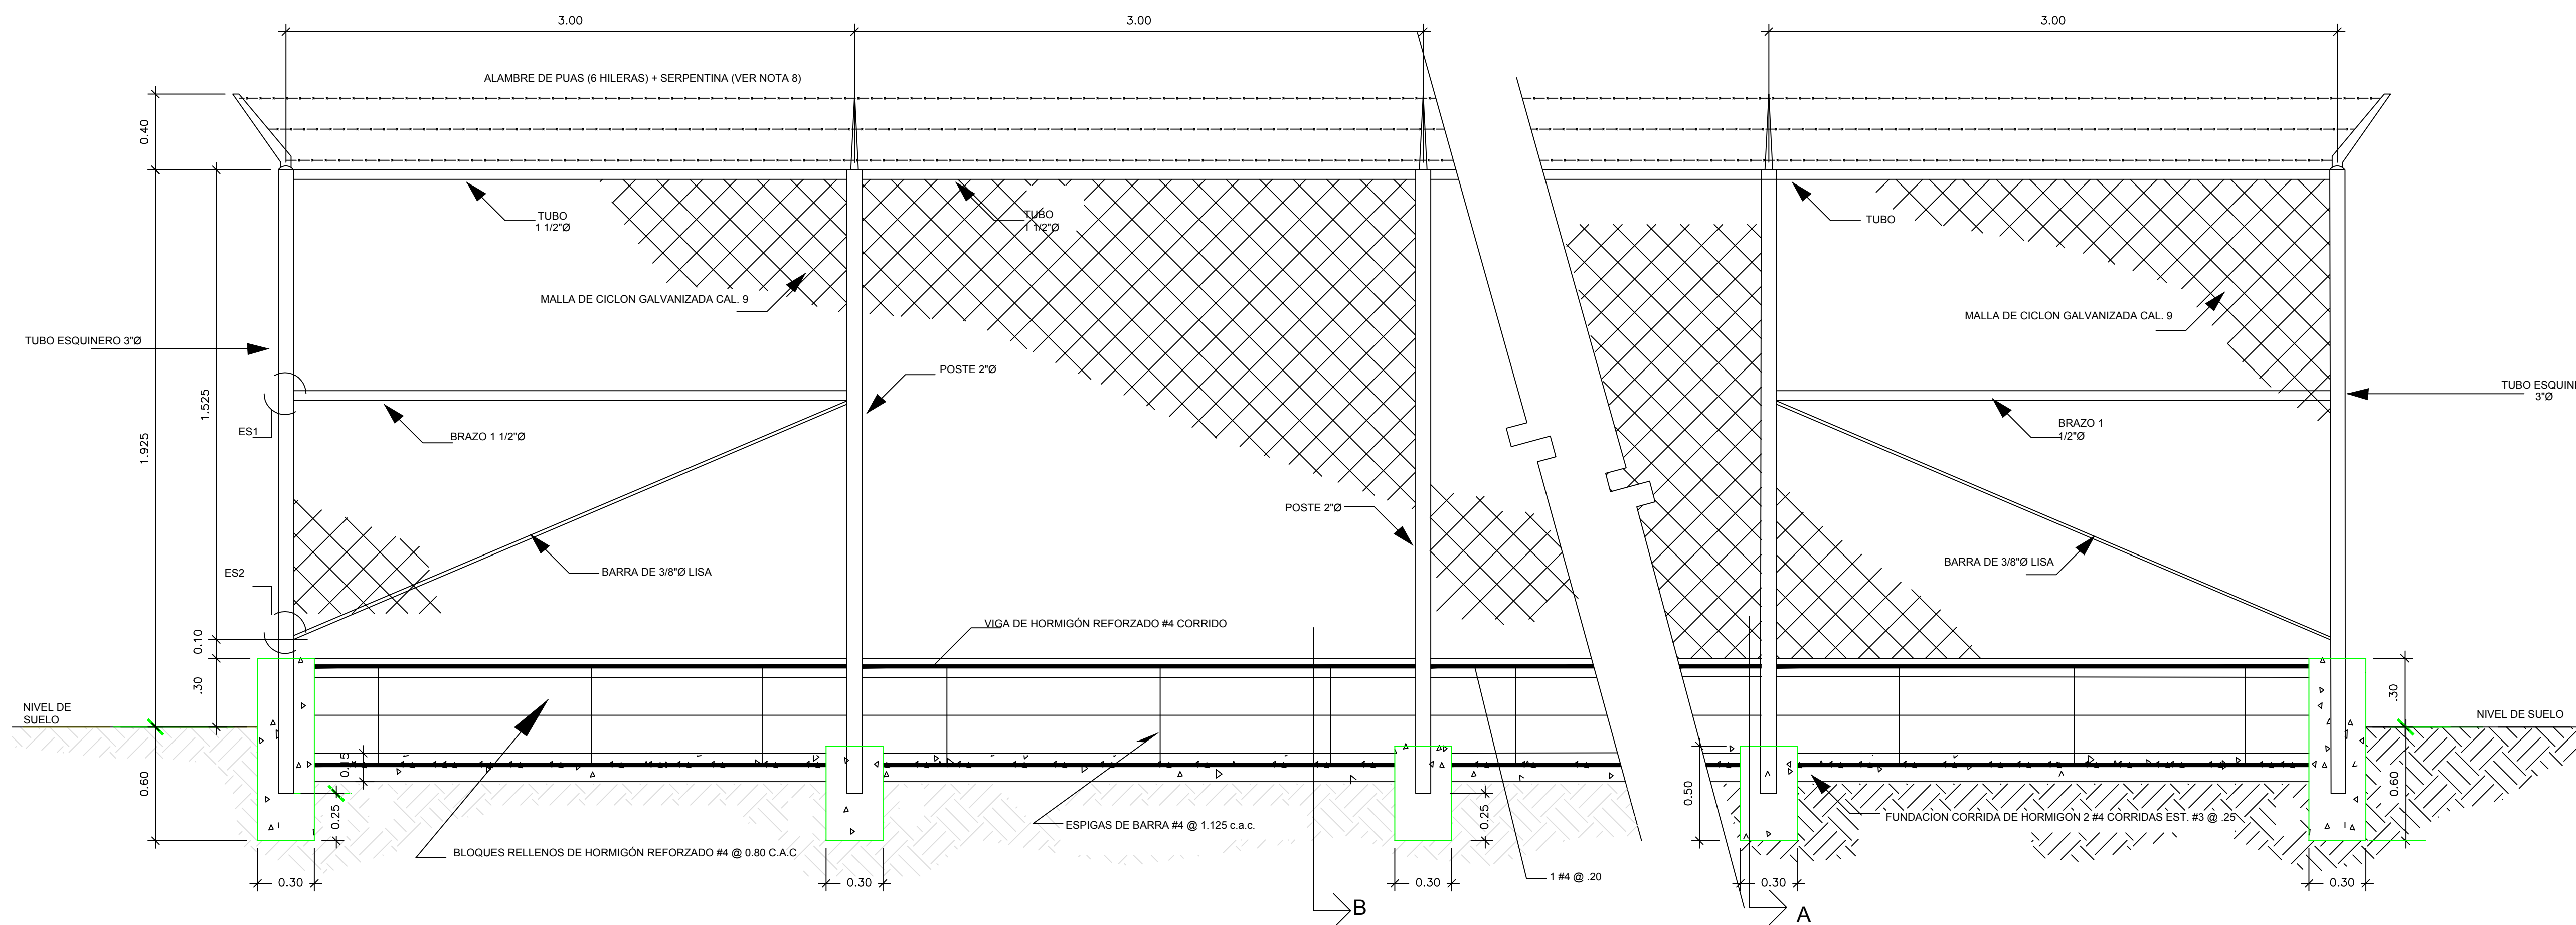 3.00
3.00
3.00
ALAMBRE DE PUAS (6 HILERAS) + SERPENTINA (VER NOTA 8)
0.40
TUBO
1 1/2"Ø
TUBO
1 1/2"Ø
TUBO
MALLA DE CICLON GALVANIZADA CAL. 9
MALLA DE CICLON GALVANIZADA CAL. 9
TUBO ESQUINERO 3"Ø
POSTE 2"Ø
TUBO ESQUINE
3"Ø
1.525
1.925
ES1
BRAZO 1 1/2"Ø
BRAZO 1
1/2"Ø
POSTE 2"Ø
ES2
BARRA DE 3/8"Ø LISA
BARRA DE 3/8"Ø LISA
VIGA DE HORMIGÓN REFORZADO #4 CORRIDO
0.10
.30
.30
NIVEL DE
SUELO
NIVEL DE SUELO
0.15
0.60
0.25
0.25
0.50
0.60
ESPIGAS DE BARRA #4 @ 1.125 c.a.c.
FUNDACION CORRIDA DE HORMIGON 2 #4 CORRIDAS EST. #3 @ .25
BLOQUES RELLENOS DE HORMIGÓN REFORZADO #4 @ 0.80 C.A.C
1 #4 @ .20
0.30
0.30
0.30
0.30
0.30
B
A